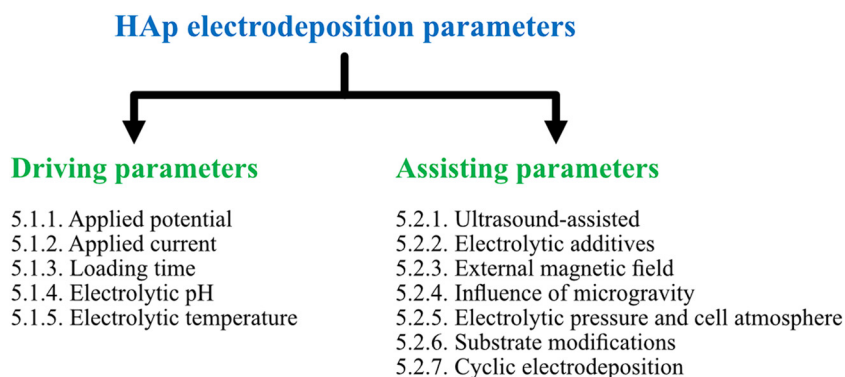 HAp electrodeposition parameters
Driving parameters
5.1.1. Applied potential
5.1.2. Applied current
5.1.3. Loading time
5.1.4. Electrolytic pH
5.1.5. Electrolytic temperature
Assisting parameters
5.2.1. Ultrasound-assisted
5.2.2. Electrolytic additives
5.2.3. External magnetic field
5.2.4. Influence of microgravity
5.2.5. Electrolytic pressure and cell atmosphere
5.2.6. Substrate modifications
5.2.7. Cyclic electrodeposition